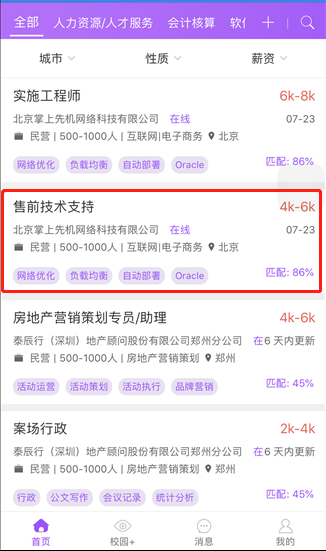 全部 人力资源/人才服务 会计核算 软
城市 性质 薪资
实施工程师 6k-8k
北京掌上先机网络科技有限公司 在线 07-23
民营 | 500-1000人 | 互联网|电子商务 北京
网络优化 负载均衡 自动部署 Oracle 匹配: 86%
售前技术支持 4k-6k
北京掌上先机网络科技有限公司 在线 07-23
民营 | 500-1000人 | 互联网|电子商务 北京
网络优化 负载均衡 自动部署 Oracle 匹配: 86%
房地产营销策划专员/助理 4k-6k
泰辰行（深圳）地产顾问股份有限公司郑州分公司 在6 天内更新
民营 | 500-1000人 | 房地产营销策划 郑州
活动运营 活动策划 活动执行 品牌营销 匹配: 45%
案场行政 2k-4k
泰辰行（深圳）地产顾问股份有限公司郑州分公司 在6 天内更新
民营 | 500-1000人 | 房地产营销策划 郑州
行政 公文写作 会议记录 统计分析 匹配: 45%
首页 校园+ 消息 我的